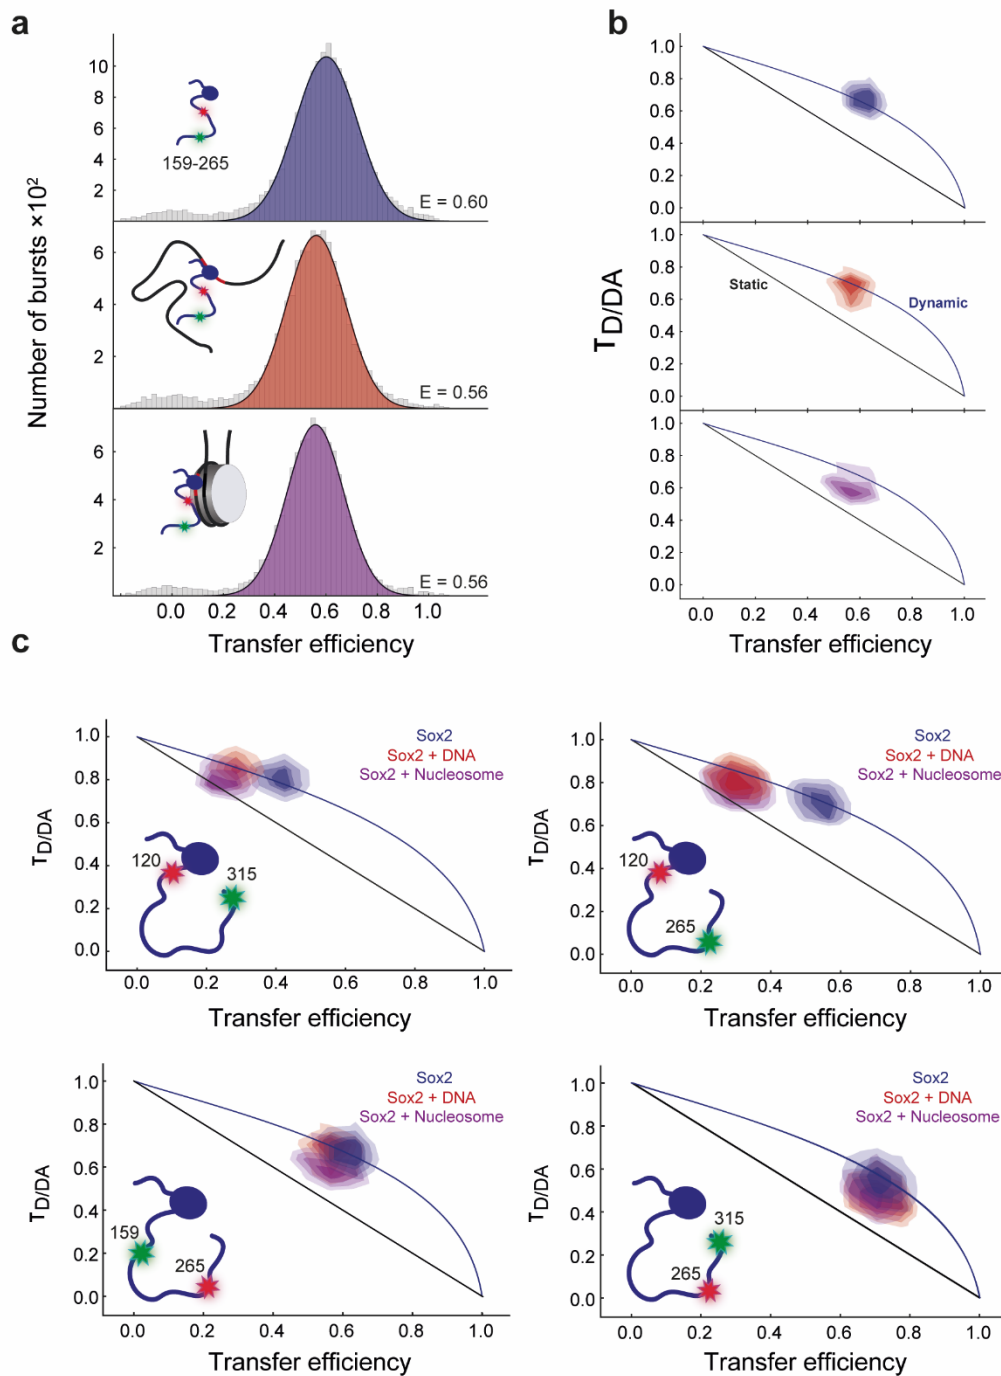 a
b
Number of bursts ×10²
10
8
6
4
2
159-265
E = 0.60
6
4
2
E = 0.56
6
4
2
E = 0.56
0.0 0.2 0.4 0.6 0.8 1.0
Transfer efficiency
τD/DA
1.0
0.8
0.6
0.4
0.2
0.0
1.0
0.8
0.6
0.4
0.2
0.0
Static
Dynamic
1.0
0.8
0.6
0.4
0.2
0.0
0.0 0.2 0.4 0.6 0.8 1.0
Transfer efficiency
c
τD/DA
1.0
0.8
0.6
0.4
0.2
0.0
Sox2
Sox2 + DNA
Sox2 + Nucleosome
120
315
0.0 0.2 0.4 0.6 0.8 1.0
Transfer efficiency
τD/DA
1.0
0.8
0.6
0.4
0.2
0.0
Sox2
Sox2 + DNA
Sox2 + Nucleosome
120
265
0.0 0.2 0.4 0.6 0.8 1.0
Transfer efficiency
τD/DA
1.0
0.8
0.6
0.4
0.2
0.0
Sox2
Sox2 + DNA
Sox2 + Nucleosome
159
265
0.0 0.2 0.4 0.6 0.8 1.0
Transfer efficiency
τD/DA
1.0
0.8
0.6
0.4
0.2
0.0
Sox2
Sox2 + DNA
Sox2 + Nucleosome
315
265
0.0 0.2 0.4 0.6 0.8 1.0
Transfer efficiency